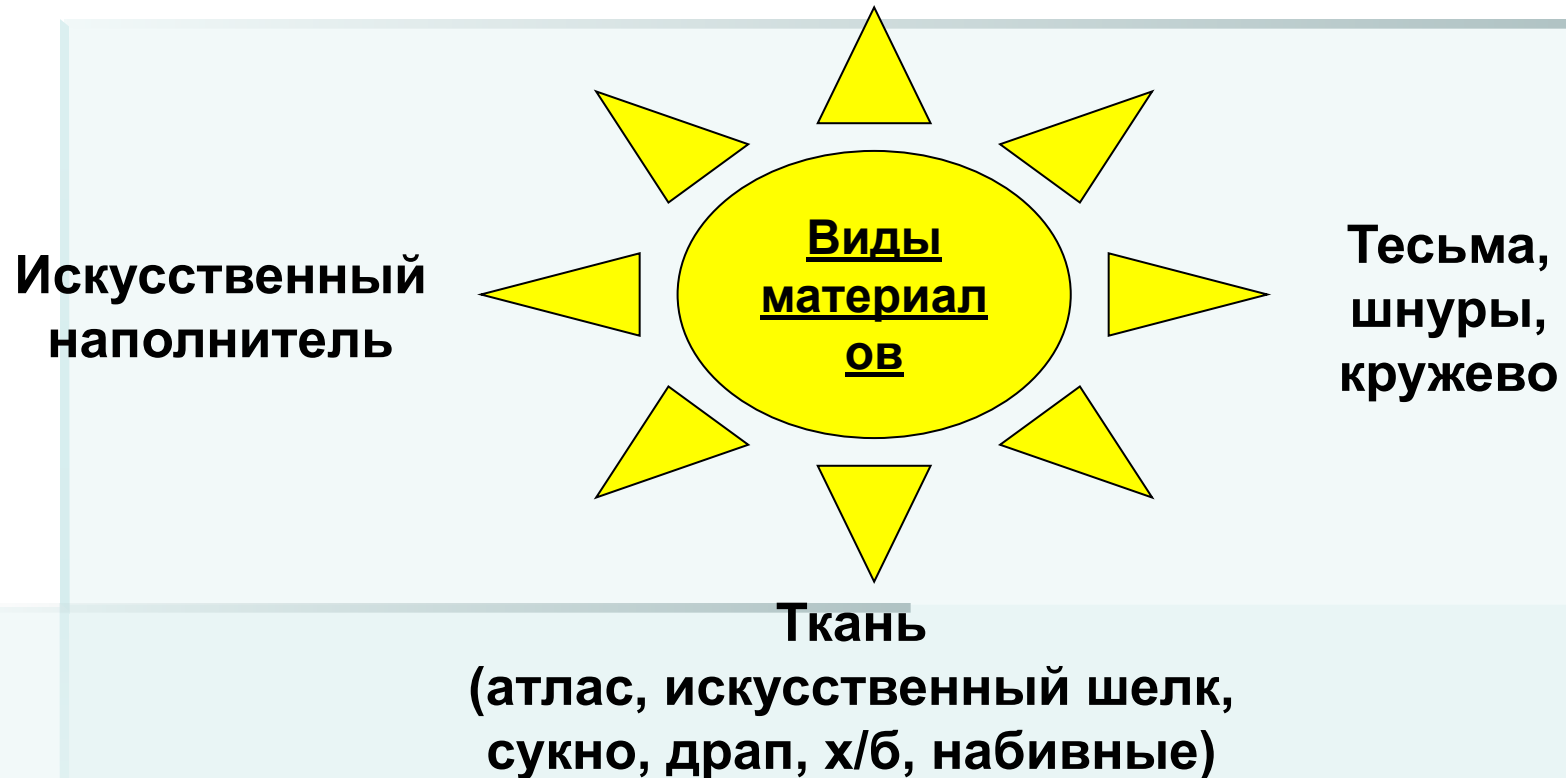 Виды
материал
ов
Искусственный
наполнитель
Тесьма,
шнуры,
кружево
Ткань
(атлас, искусственный шелк,
сукно, драп, х/б, набивные)